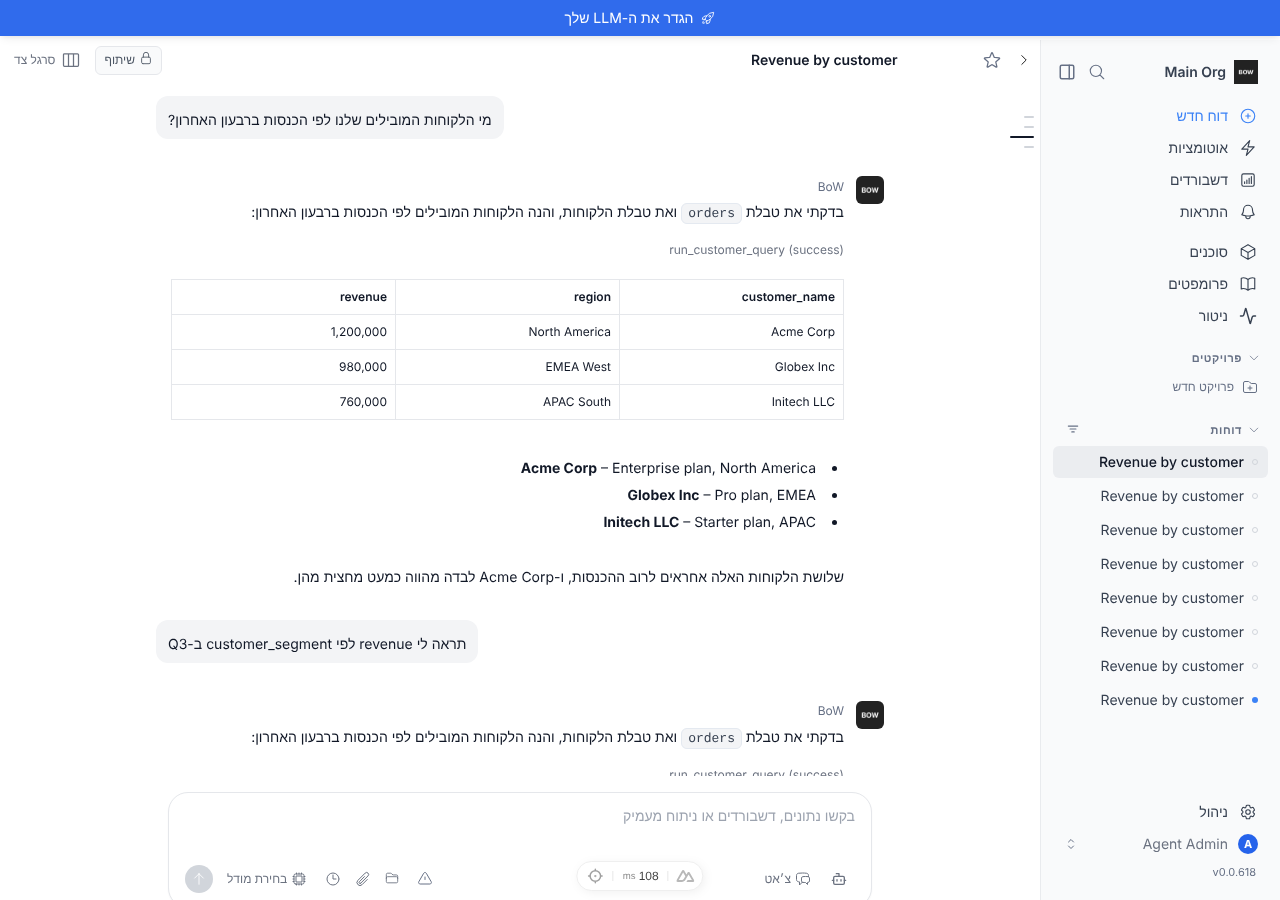 הגדר את ה-LLM שלך
BOW
Main Org
דוח חדש
אוטומציות
דשבורדים
התראות
סוכנים
פרומפטים
ניטור
פרויקטים
פרויקט חדש
דוחות
Revenue by customer
Revenue by customer
Revenue by customer
Revenue by customer
Revenue by customer
Revenue by customer
Revenue by customer
Revenue by customer
ניהול
A Agent Admin
v0.0.618
Revenue by customer
שיתוף
סרגל צד
מי הלקוחות המובילים שלנו לפי הכנסות ברבעון האחרון?
BOW
BoW
בדקתי את טבלת orders ואת טבלת הלקוחות, והנה הלקוחות המובילים לפי הכנסות ברבעון האחרון:
run_customer_query (success)
customer_name region revenue
Acme Corp North America 1,200,000
Globex Inc EMEA West 980,000
Initech LLC APAC South 760,000
Acme Corp – Enterprise plan, North America
Globex Inc – Pro plan, EMEA
Initech LLC – Starter plan, APAC
שלושת הלקוחות האלה אחראים לרוב ההכנסות, ו-Acme Corp לבדה מהווה כמעט מחצית מהן.
תראה לי revenue לפי customer_segment ב-Q3
BOW
BoW
בדקתי את טבלת orders ואת טבלת הלקוחות, והנה הלקוחות המובילים לפי הכנסות ברבעון האחרון:
run_customer_query (success)
בקשו נתונים, דשבורדים או ניתוח מעמיק
צ׳אט
108 ms
בחירת מודל